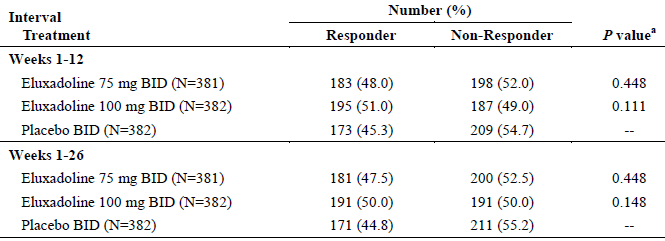 Interval Number (%)
Treatment Responder Non-Responder P valueª
Weeks 1-12
Eluxadoline 75 mg BID (N=381) 183 (48.0) 198 (52.0) 0.448
Eluxadoline 100 mg BID (N=382) 195 (51.0) 187 (49.0) 0.111
Placebo BID (N=382) 173 (45.3) 209 (54.7) --
Weeks 1-26
Eluxadoline 75 mg BID (N=381) 181 (47.5) 200 (52.5) 0.448
Eluxadoline 100 mg BID (N=382) 191 (50.0) 191 (50.0) 0.148
Placebo BID (N=382) 171 (44.8) 211 (55.2) --